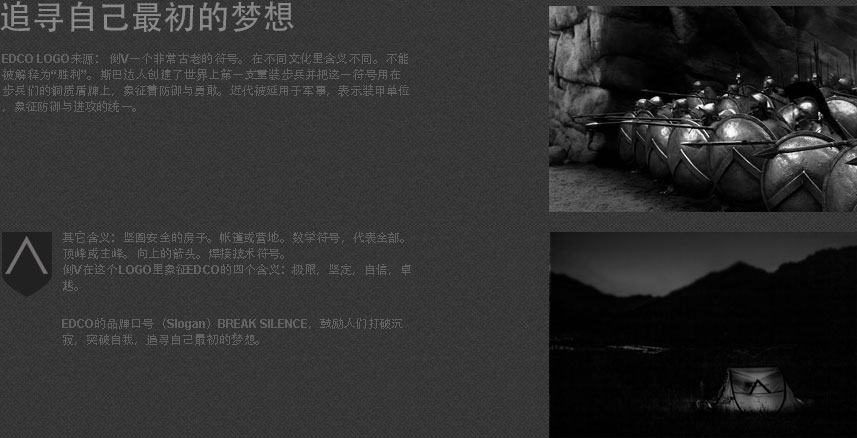 追寻自己最初的梦想
EDCO LOGO来源： 倒V一个非常古老的符号。在不同文化里含义不同。不能
被解释为“胜利”。斯巴达人创建了世界上第一支重装步兵并把这一符号用在
步兵们的铜质盾牌上，象征着防御与勇敢。近代被延用于军事，表示装甲单位
，象征防御与进攻的统一。
其它含义：坚固安全的房子。帐篷或营地。数学符号，代表全部。
顶峰或主峰。向上的箭头。焊接技术符号。
倒V在这个LOGO里象征EDCO的四个含义：极限，坚定，自信，卓
越。
EDCO的品牌口号（Slogan）BREAK SILENCE，鼓励人们打破沉
寂，突破自我，追寻自己最初的梦想。